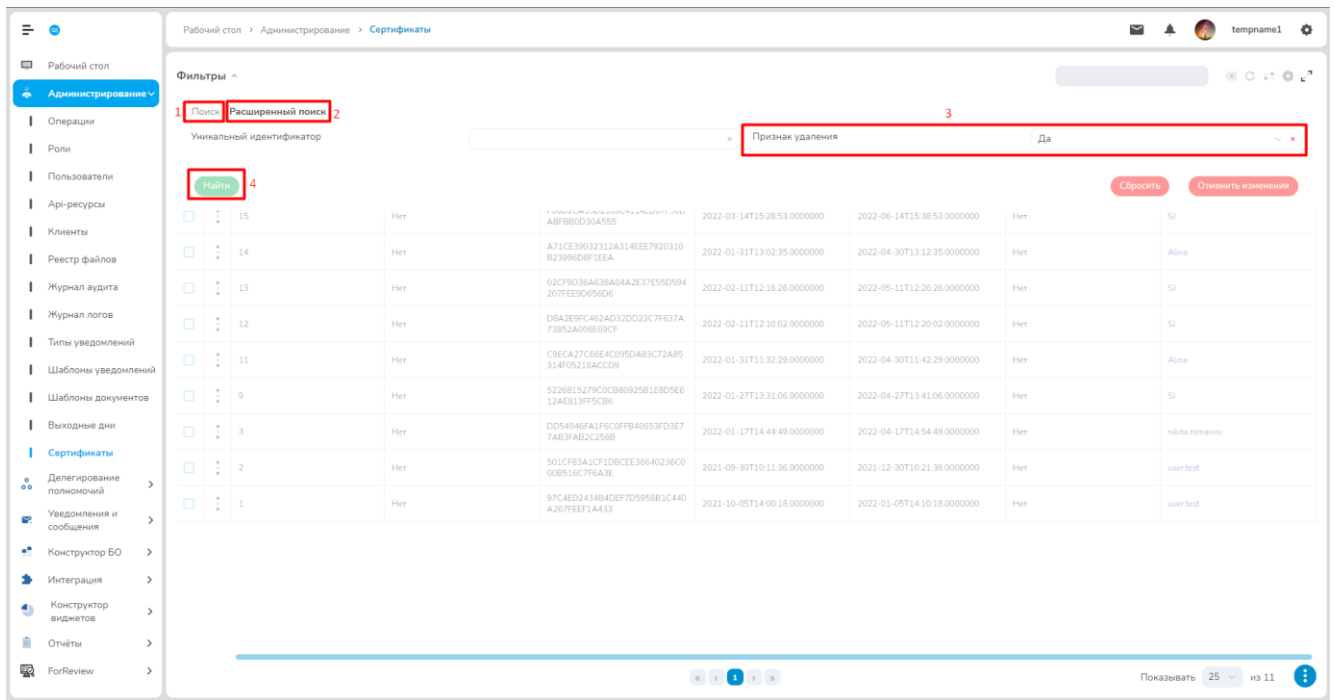 Рабочий стол > Администрирование > Сертификаты
tempname1
Рабочий стол
Администрирование
Операции
Роли
Пользователи
Api-ресурсы
Клиенты
Реестр файлов
Журнал аудита
Журнал логов
Типы уведомлений
Шаблоны уведомлений
Шаблоны документов
Выходные дни
Сертификаты
Делегирование
полномочий
Уведомления и
сообщения
Конструктор БО
Интеграция
Конструктор
виджетов
Отчёты
ForReview
Фильтры
1 Поиск Расширенный поиск 2
3
Уникальный идентификатор Признак удаления Да
Найти 4 Сбросить Отменить изменения
15 Нет 2022-03-14T15:28:53.0000000 2022-06-14T15:38:53.0000000 Нет SJ
ABFBB0D30A555
14 Нет A71CE39032312A314EEE7920310 2022-01-31T13:02:35.0000000 2022-04-30T13:12:35.0000000 Нет Alina
B23996D8F1EEA
13 Нет 02CF9D36A638A04A2E37E55D594 2022-02-11T12:16:26.0000000 2022-05-11T12:26:26.0000000 Нет SJ
207FEE9D656D6
12 Нет D8A2E9FC462AD32DD23C7F637A 2022-02-11T12:10:02.0000000 2022-05-11T12:20:02.0000000 Нет SJ
73852A006E69CF
11 Нет C9ECA27C66E4C095DA83C72A85 2022-01-31T11:32:29.0000000 2022-04-30T11:42:29.0000000 Нет Alina
314F05218ACCD9
9 Нет 5226815279C0CB80925B1E8D5E6 2022-01-27T13:31:06.0000000 2022-04-27T13:41:06.0000000 Нет SJ
12AE813FF5CB6
3 Нет DD54946FA1F6C0FFB40653FD3E7 2022-01-17T14:44:49.0000000 2022-04-17T14:54:49.0000000 Нет nikita.romanov
7AB3FAB2C256B
2 Нет 501CFB3A1CF1DBCEE36640236C0 2021-09-30T10:11:36.0000000 2021-12-30T10:21:36.0000000 Нет user.test
00B516C7F6A3E
1 Нет 97C4ED2434B4DEF7D5958B1C440 2021-10-05T14:00:18.0000000 2022-01-05T14:10:18.0000000 Нет user.test
A267FEEF1A433
« ‹ 1 › »
Показывать 25 из 11